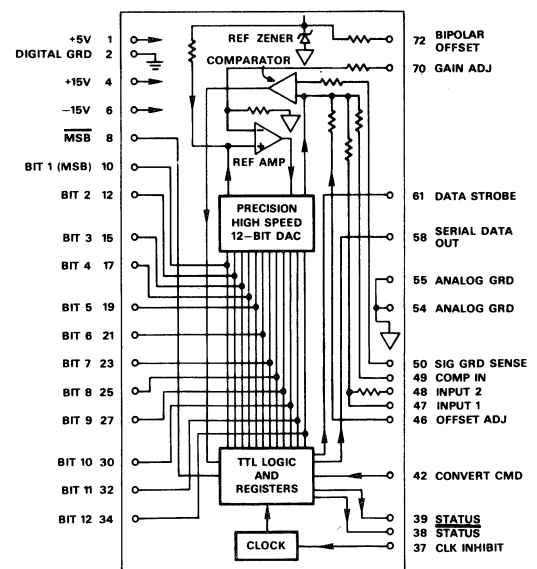 +5V 1
DIGITAL GRD 2
+15V 4
−15V 6
MSB 8
BIT 1 (MSB) 10
BIT 2 12
BIT 3 15
BIT 4 17
BIT 5 19
BIT 6 21
BIT 7 23
BIT 8 25
BIT 9 27
BIT 10 30
BIT 11 32
BIT 12 34
REF ZENER
COMPARATOR
−
+
REF AMP
PRECISION
HIGH SPEED
12−BIT DAC
TTL LOGIC
AND
REGISTERS
CLOCK
72 BIPOLAR
OFFSET
70 GAIN ADJ
61 DATA STROBE
58 SERIAL DATA
OUT
55 ANALOG GRD
54 ANALOG GRD
50 SIG GRD SENSE
49 COMP IN
48 INPUT 2
47 INPUT 1
46 OFFSET ADJ
42 CONVERT CMD
39 STATUS
38 STATUS
37 CLK INHIBIT